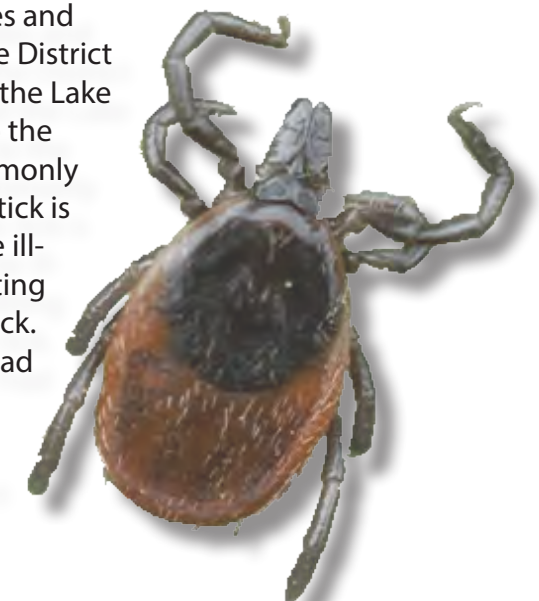 es and
e District
the Lake
the
monly
tick is
e ill-
ting
ck.
ad